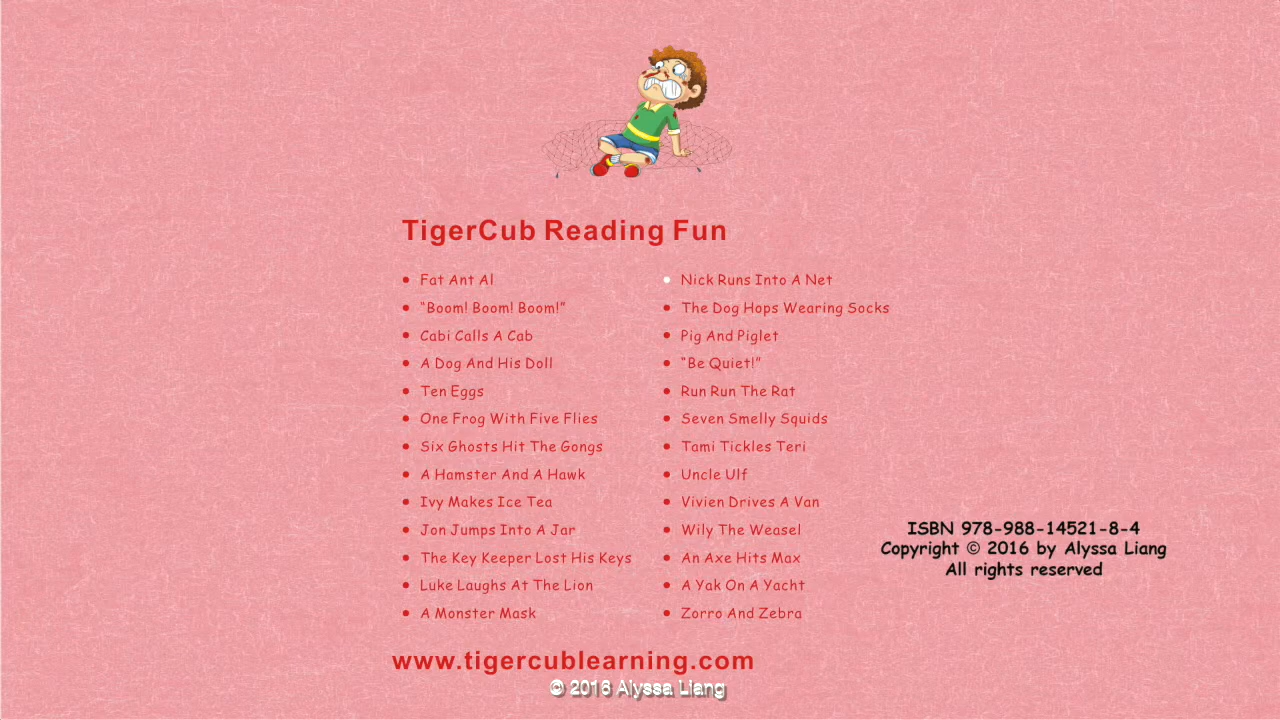 TigerCub Reading Fun
• Fat Ant Al
• “Boom! Boom! Boom!”
• Cabi Calls A Cab
• A Dog And His Doll
• Ten Eggs
• One Frog With Five Flies
• Six Ghosts Hit The Gongs
• A Hamster And A Hawk
• Ivy Makes Ice Tea
• Jon Jumps Into A Jar
• The Key Keeper Lost His Keys
• Luke Laughs At The Lion
• A Monster Mask
• Nick Runs Into A Net
• The Dog Hops Wearing Socks
• Pig And Piglet
• “Be Quiet!”
• Run Run The Rat
• Seven Smelly Squids
• Tami Tickles Teri
• Uncle Ulf
• Vivien Drives A Van
• Wily The Weasel
• An Axe Hits Max
• A Yak On A Yacht
• Zorro And Zebra
ISBN 978-988-14521-8-4
Copyright © 2016 by Alyssa Liang
All rights reserved
www.tigercublearning.com
© 2016 Alyssa Liang